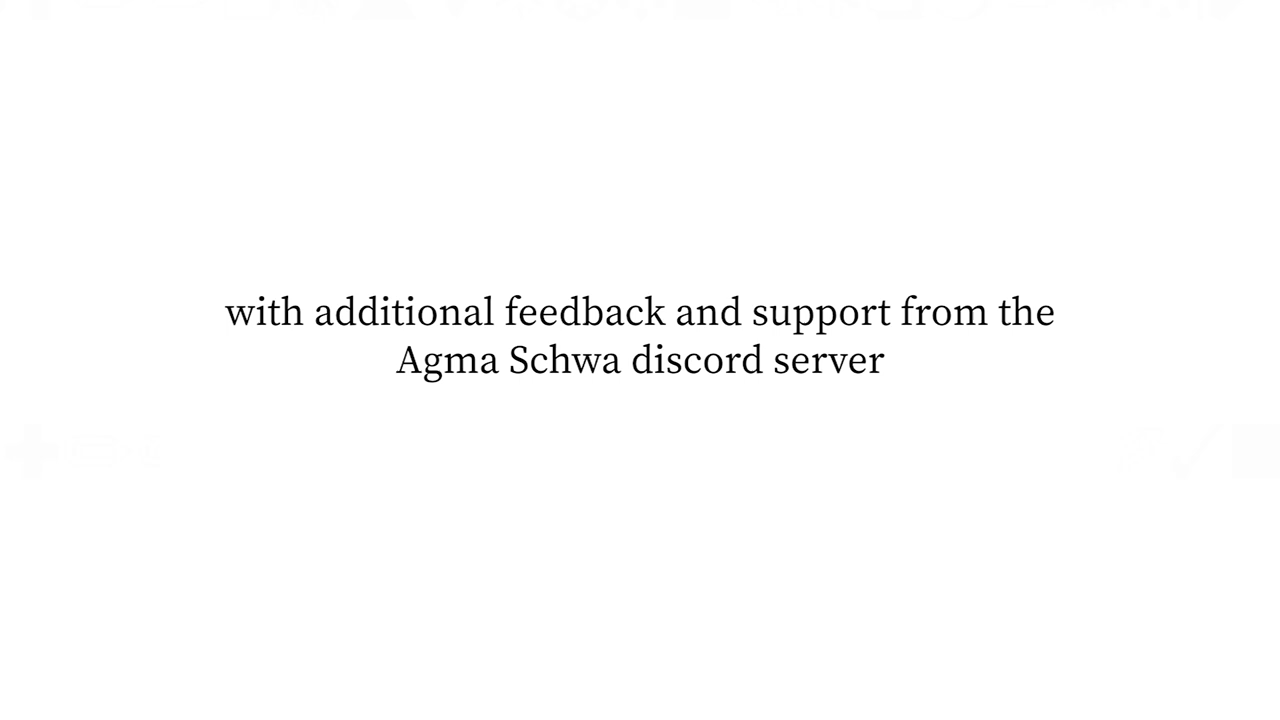 with additional feedback and support from the
Agma Schwa discord server